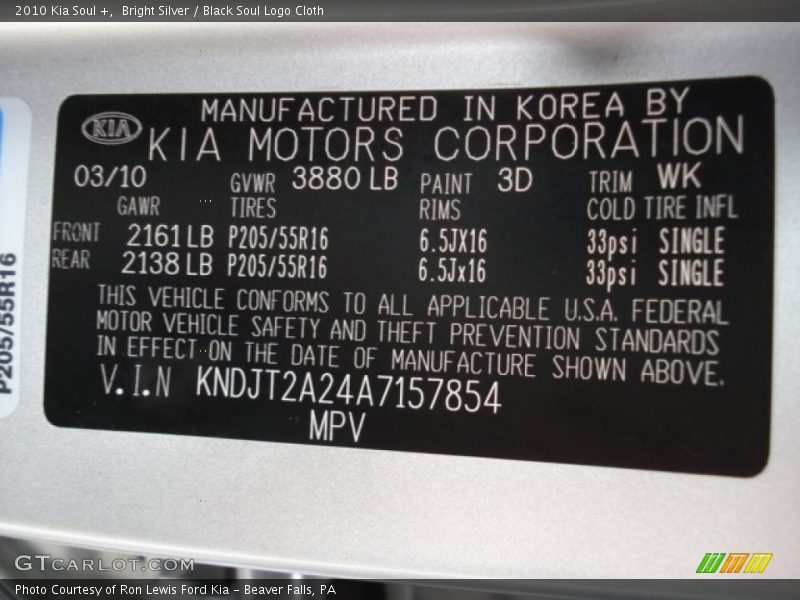 2010 Kia Soul +,  Bright Silver / Black Soul Logo Cloth
KIA
MANUFACTURED IN KOREA BY
KIA MOTORS CORPORATION
03/10 GVWR 3880 LB PAINT 3D TRIM WK
GAWR TIRES RIMS COLD TIRE INFL
FRONT 2161 LB P205/55R16 6.5JX16 33psi SINGLE
REAR 2138 LB P205/55R16 6.5Jx16 33psi SINGLE
THIS VEHICLE CONFORMS TO ALL APPLICABLE U.S.A. FEDERAL
MOTOR VEHICLE SAFETY AND THEFT PREVENTION STANDARDS
IN EFFECT ON THE DATE OF MANUFACTURE SHOWN ABOVE.
V.I.N KNDJT2A24A7157854
MPV
P205/55R16
GTCARLOT.COM
Photo Courtesy of Ron Lewis Ford Kia – Beaver Falls, PA